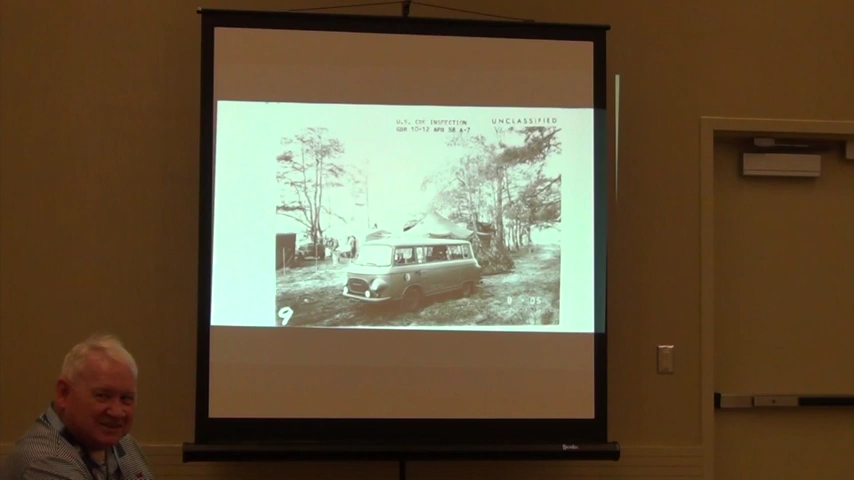 U.S. CDE INSPECTION
UNCLASSIFIED
GDR 10-12 APR 88 A-7
9